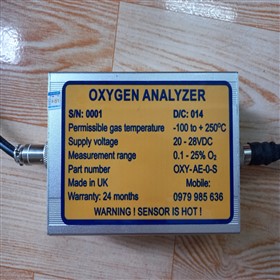 OXYGEN ANALYZER
S/N: 0001 D/C: 014
Permissible gas temperature -100 to + 250⁰C
Supply voltage 20 - 28VDC
Measurement range 0.1 - 25% O₂
Part number OXY-AE-0-S
Made in UK Mobile:
Warranty: 24 months 0979 985 636
WARNING ! SENSOR IS HOT !